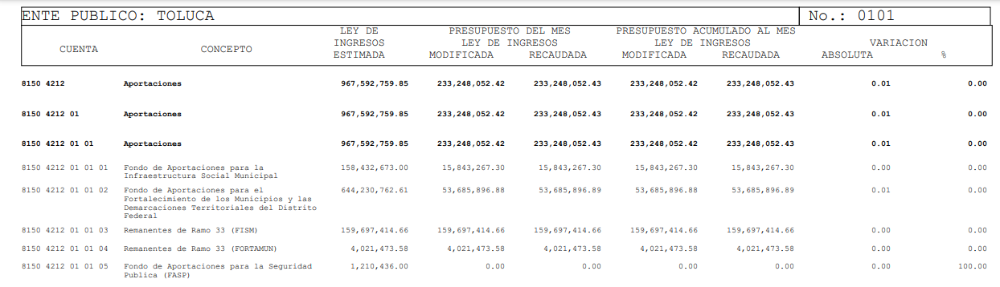 ENTE PUBLICO: TOLUCA No.: 0101
LEY DE PRESUPUESTO DEL MES PRESUPUESTO ACUMULADO AL MES
CUENTA CONCEPTO INGRESOS LEY DE INGRESOS LEY DE INGRESOS VARIACION
ESTIMADA MODIFICADA RECAUDADA MODIFICADA RECAUDADA ABSOLUTA %
8150 4212 Aportaciones 967,592,759.85 233,248,052.42 233,248,052.43 233,248,052.42 233,248,052.43 0.01 0.00
8150 4212 01 Aportaciones 967,592,759.85 233,248,052.42 233,248,052.43 233,248,052.42 233,248,052.43 0.01 0.00
8150 4212 01 01 Aportaciones 967,592,759.85 233,248,052.42 233,248,052.43 233,248,052.42 233,248,052.43 0.01 0.00
8150 4212 01 01 01 Fondo de Aportaciones para la 158,432,673.00 15,843,267.30 15,843,267.30 15,843,267.30 15,843,267.30 0.00 0.00
Infraestructura Social Municipal
8150 4212 01 01 02 Fondo de Aportaciones para el 644,230,762.61 53,685,896.88 53,685,896.89 53,685,896.88 53,685,896.89 0.01 0.00
Fortalecimiento de los Municipios y las
Demarcaciones Territoriales del Distrito
Federal
8150 4212 01 01 03 Remanentes de Ramo 33 (FISM) 159,697,414.66 159,697,414.66 159,697,414.66 159,697,414.66 159,697,414.66 0.00 0.00
8150 4212 01 01 04 Remanentes de Ramo 33 (FORTAMUN) 4,021,473.58 4,021,473.58 4,021,473.58 4,021,473.58 4,021,473.58 0.00 0.00
8150 4212 01 01 05 Fondo de Aportaciones para la Seguridad 1,210,436.00 0.00 0.00 0.00 0.00 0.00 100.00
Publica (FASP)